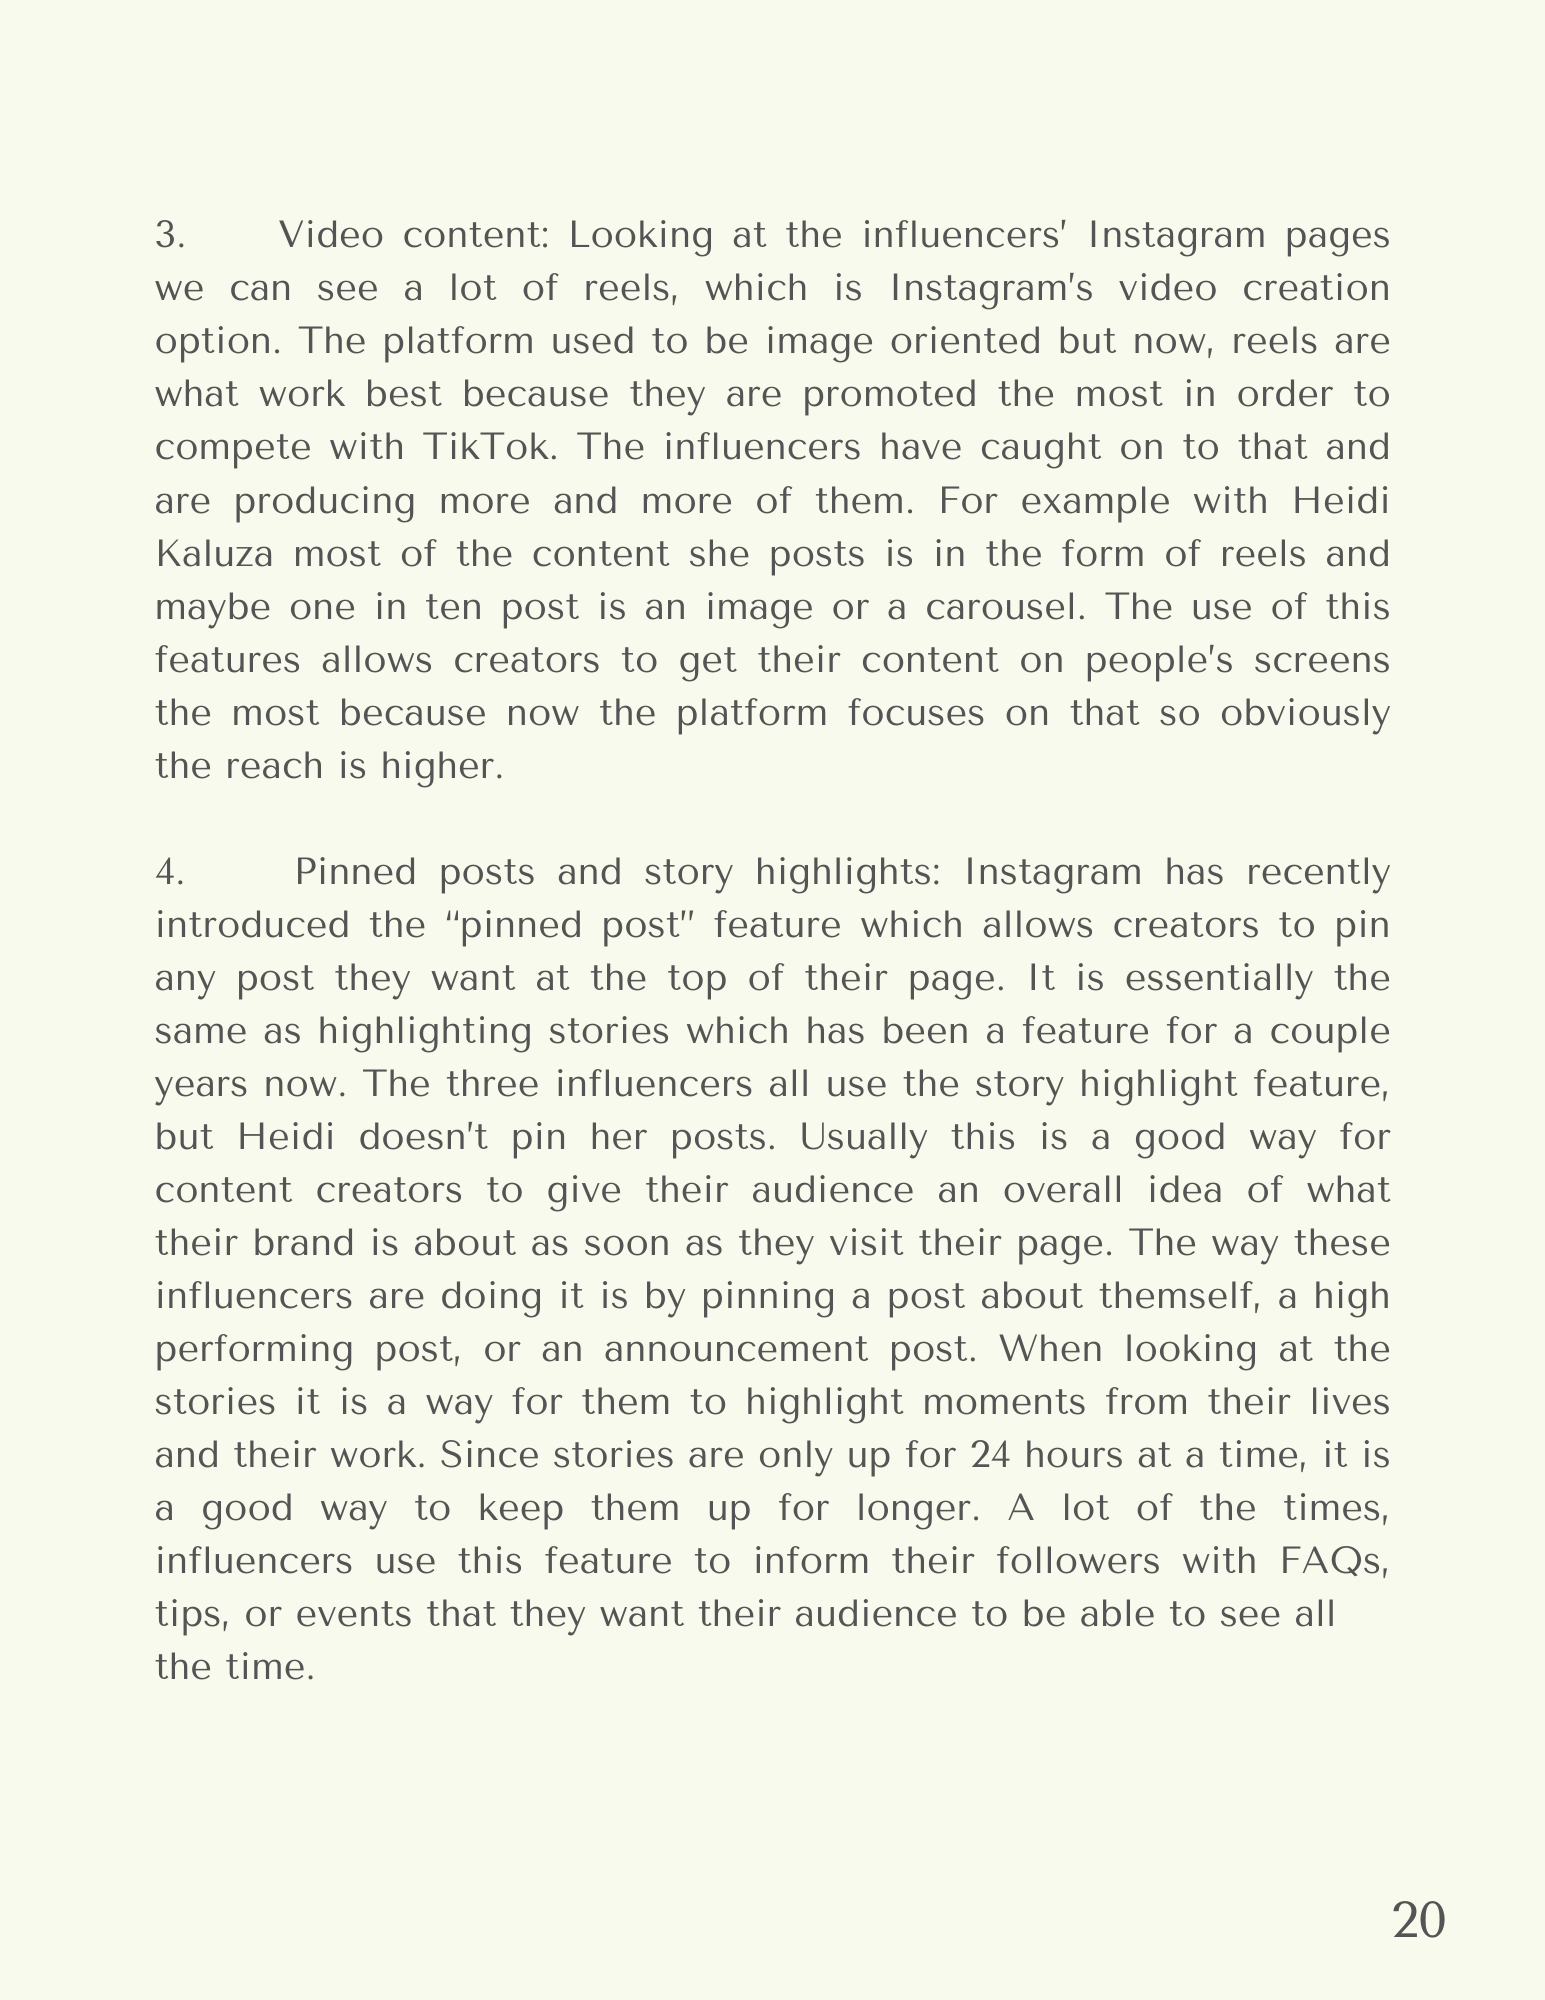 3. Video content: Looking at the influencers’ Instagram pages
we can see a lot of reels, which is Instagram’s video creation
option. The platform used to be image oriented but now, reels are
what work best because they are promoted the most in order to
compete with TikTok. The influencers have caught on to that and
are producing more and more of them. For example with Heidi
Kaluza most of the content she posts is in the form of reels and
maybe one in ten post is an image or a carousel. The use of this
features allows creators to get their content on people’s screens
the most because now the platform focuses on that so obviously
the reach is higher.
4. Pinned posts and story highlights: Instagram has recently
introduced the “pinned post” feature which allows creators to pin
any post they want at the top of their page. It is essentially the
same as highlighting stories which has been a feature for a couple
years now. The three influencers all use the story highlight feature,
but Heidi doesn’t pin her posts. Usually this is a good way for
content creators to give their audience an overall idea of what
their brand is about as soon as they visit their page. The way these
influencers are doing it is by pinning a post about themself, a high
performing post, or an announcement post. When looking at the
stories it is a way for them to highlight moments from their lives
and their work. Since stories are only up for 24 hours at a time, it is
a good way to keep them up for longer. A lot of the times,
influencers use this feature to inform their followers with FAQs,
tips, or events that they want their audience to be able to see all
the time.
20